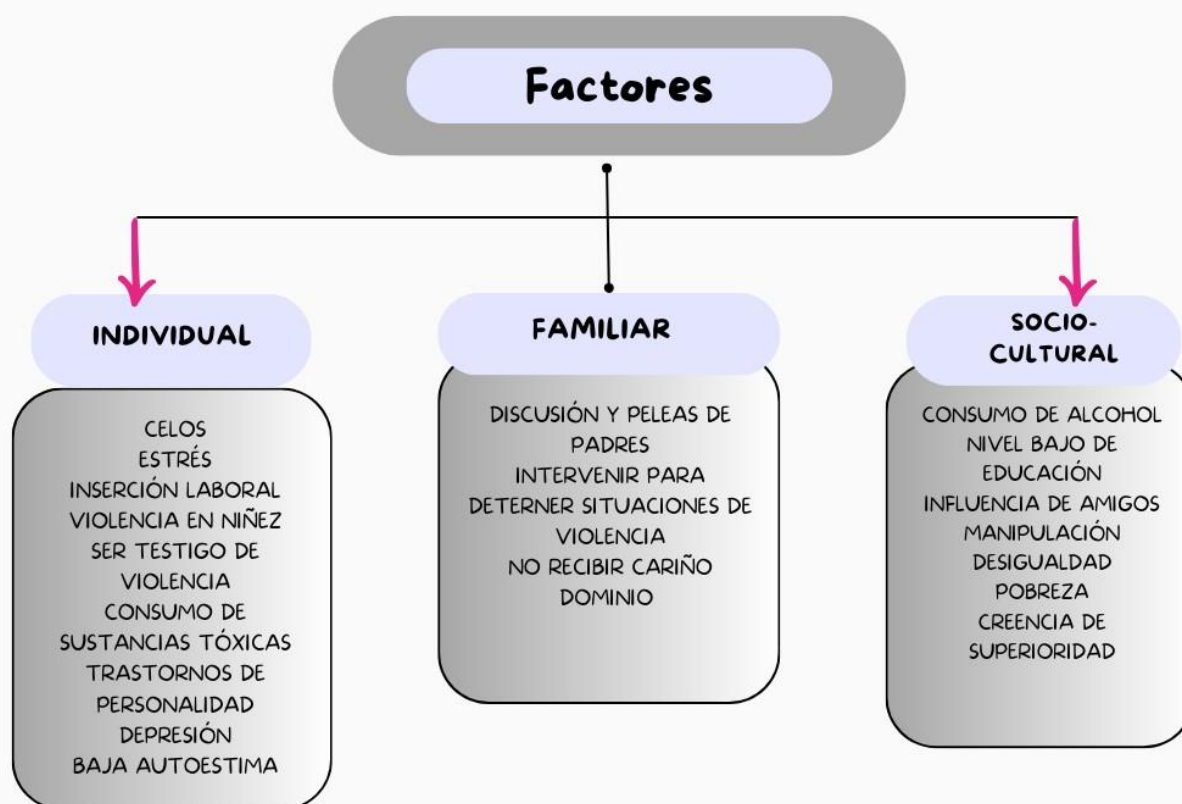 Factores
INDIVIDUAL
CELOS
ESTRÉS
INSERCIÓN LABORAL
VIOLENCIA EN NIÑEZ
SER TESTIGO DE
VIOLENCIA
CONSUMO DE
SUSTANCIAS TÓXICAS
TRASTORNOS DE
PERSONALIDAD
DEPRESIÓN
BAJA AUTOESTIMA
FAMILIAR
DISCUSIÓN Y PELEAS DE
PADRES
INTERVENIR PARA
DETERNER SITUACIONES DE
VIOLENCIA
NO RECIBIR CARIÑO
DOMINIO
SOCIO-
CULTURAL
CONSUMO DE ALCOHOL
NIVEL BAJO DE
EDUCACIÓN
INFLUENCIA DE AMIGOS
MANIPULACIÓN
DESIGUALDAD
POBREZA
CREENCIA DE
SUPERIORIDAD